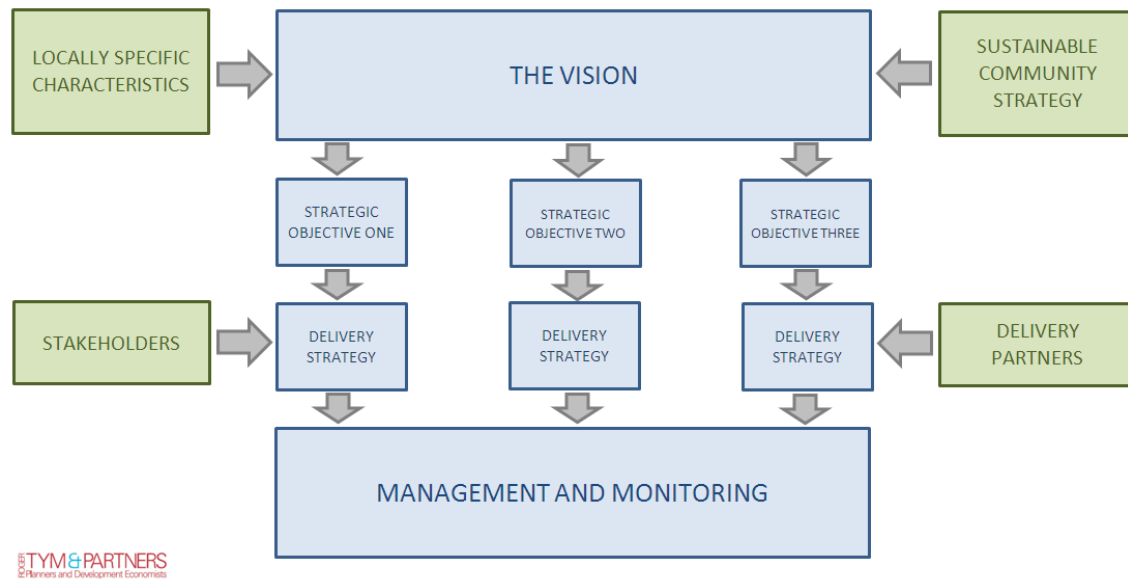 LOCALLY SPECIFIC
CHARACTERISTICS
THE VISION
SUSTAINABLE
COMMUNITY
STRATEGY
STRATEGIC
OBJECTIVE ONE
STRATEGIC
OBJECTIVE TWO
STRATEGIC
OBJECTIVE THREE
STAKEHOLDERS
DELIVERY
STRATEGY
DELIVERY
STRATEGY
DELIVERY
STRATEGY
DELIVERY
PARTNERS
MANAGEMENT AND MONITORING
ROGER
TYM & PARTNERS
Planners and Development Economists